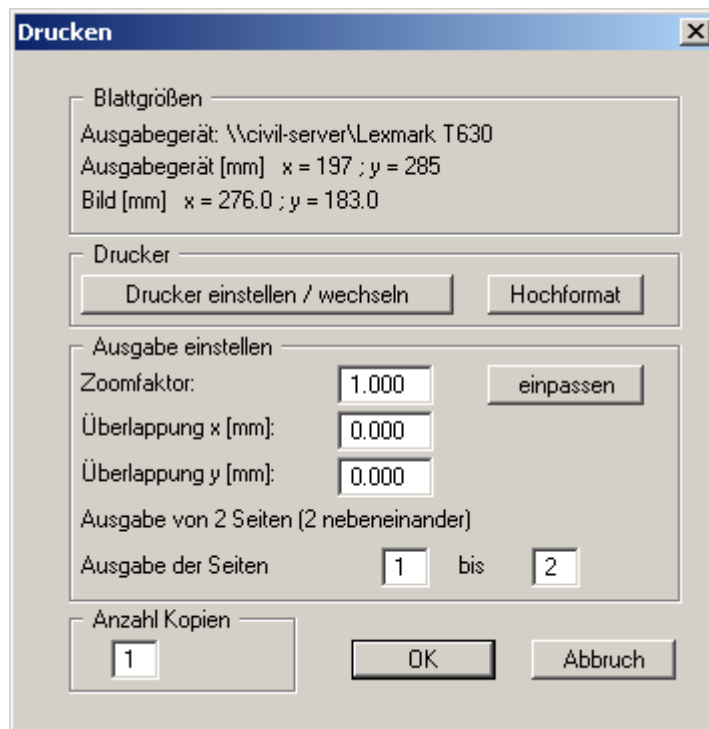 Drucken
Blattgrößen
Ausgabegerät: \\civil-server\Lexmark T630
Ausgabegerät [mm]   x = 197 ; y = 285
Bild [mm]   x = 276.0 ; y = 183.0
Drucker
Drucker einstellen / wechseln   Hochformat
Ausgabe einstellen
Zoomfaktor:   1.000   einpassen
Überlappung x [mm]:   0.000
Überlappung y [mm]:   0.000
Ausgabe von 2 Seiten (2 nebeneinander)
Ausgabe der Seiten   1   bis   2
Anzahl Kopien
1   OK   Abbruch